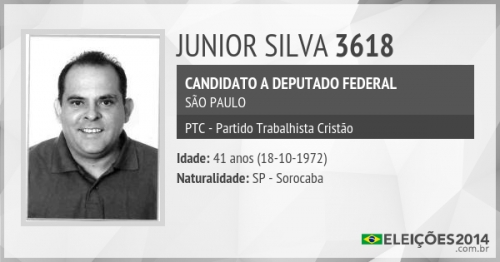 JUNIOR SILVA 3618
CANDIDATO A DEPUTADO FEDERAL
SÃO PAULO
PTC - Partido Trabalhista Cristão
Idade: 41 anos (18-10-1972)
Naturalidade: SP - Sorocaba
ELEIÇÕES2014
.com.br